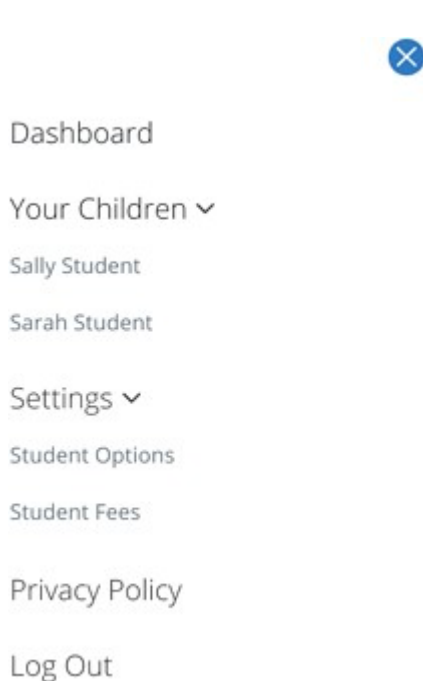 Dashboard
Your Children
Sally Student
Sarah Student
Settings
Student Options
Student Fees
Privacy Policy
Log Out